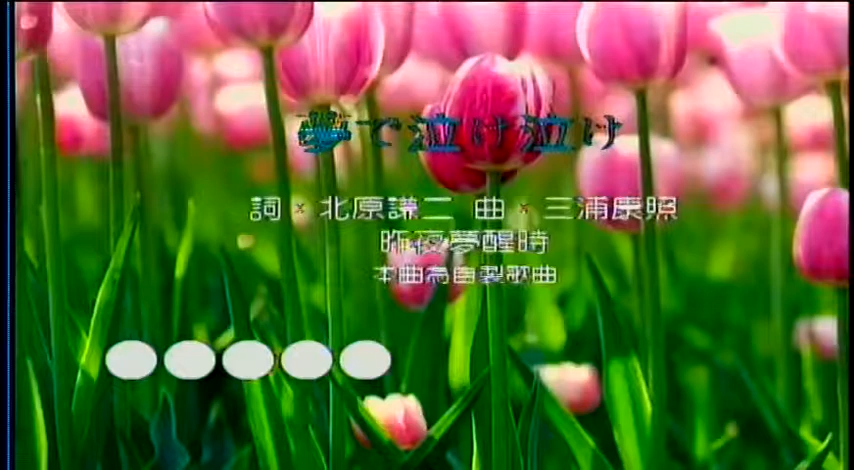 夢で泣け泣け
詞×北原謙二 曲×三浦康照
昨夜夢醒時
本曲為自製歌曲